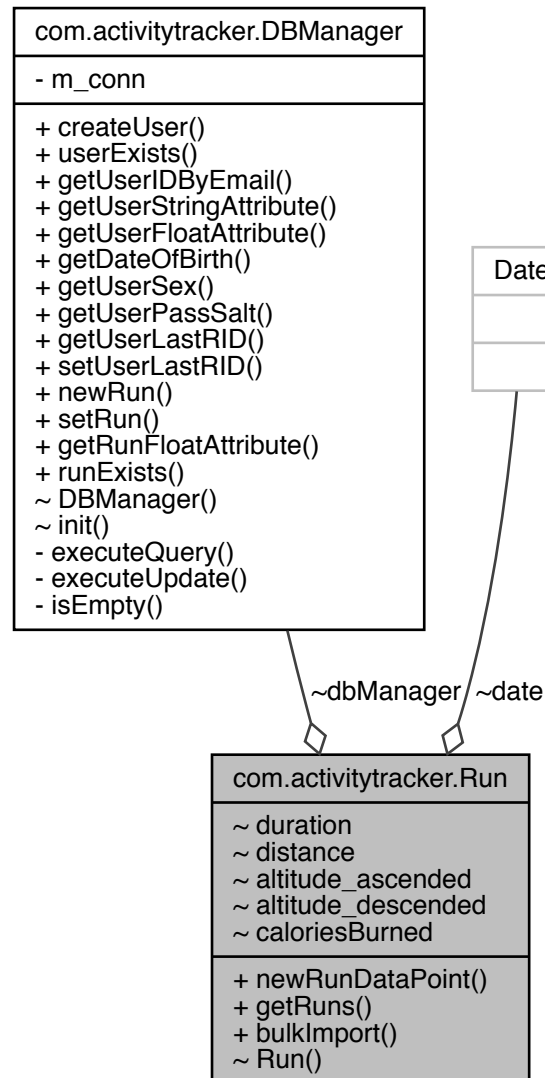 com.activitytracker.DBManager
- m_conn
+ createUser()
+ userExists()
+ getUserIDByEmail()
+ getUserStringAttribute()
+ getUserFloatAttribute()
+ getDateOfBirth()
+ getUserSex()
+ getUserPassSalt()
+ getUserLastRID()
+ setUserLastRID()
+ newRun()
+ setRun()
+ getRunFloatAttribute()
+ runExists()
~ DBManager()
~ init()
- executeQuery()
- executeUpdate()
- isEmpty()
Date
~dbManager
~date
com.activitytracker.Run
~ duration
~ distance
~ altitude_ascended
~ altitude_descended
~ caloriesBurned
+ newRunDataPoint()
+ getRuns()
+ bulkImport()
~ Run()